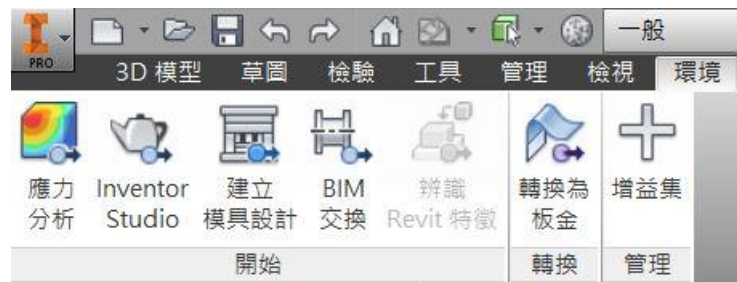 一般
PRO
3D 模型 草圖 檢驗 工具 管理 檢視 環境
應力 Inventor 建立 BIM 辨識 轉換為 增益集
分析 Studio 模具設計 交換 Revit 特徵 板金
開始 轉換 管理